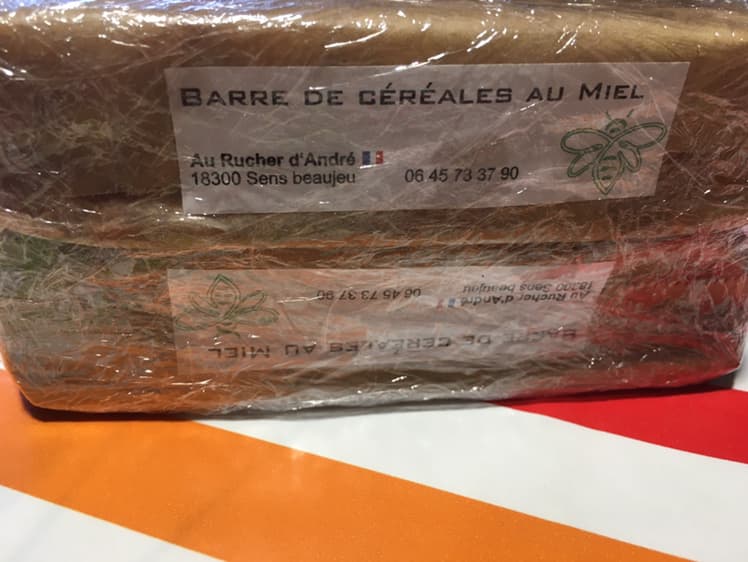 BARRE DE CÉRÉALES AU MIEL
Au Rucher d'André
18300 Sens beaujeu 06 45 73 37 90
Au Rucher d'André
18300 Sens beaujeu 06 45 73 37 90
BARRE DE CÉRÉALES AU MIEL